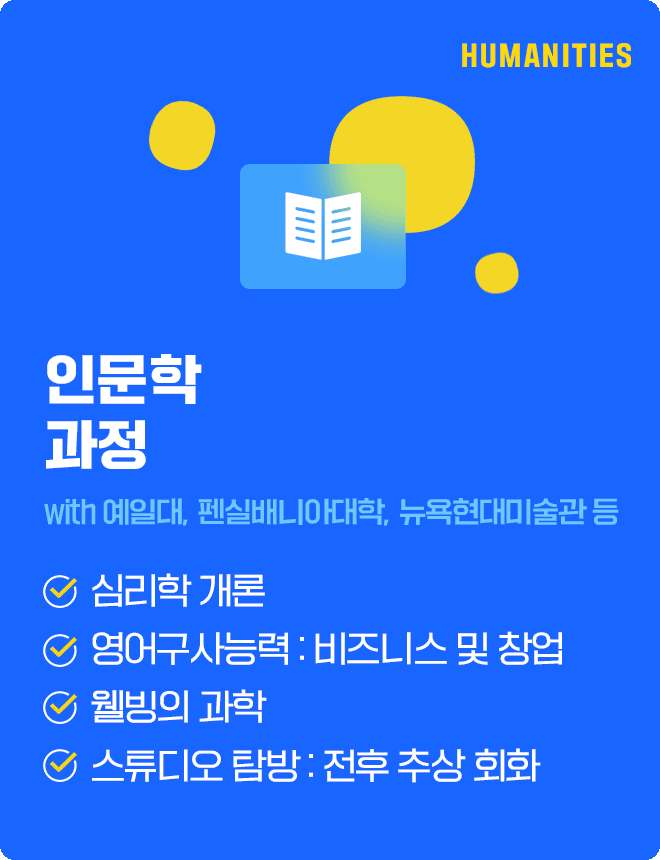 HUMANITIES
인문학
과정
with 예일대, 펜실배니아대학, 뉴욕현대미술관 등
심리학 개론
영어구사능력 : 비즈니스 및 창업
웰빙의 과학
스튜디오 탐방 : 전후 추상 회화